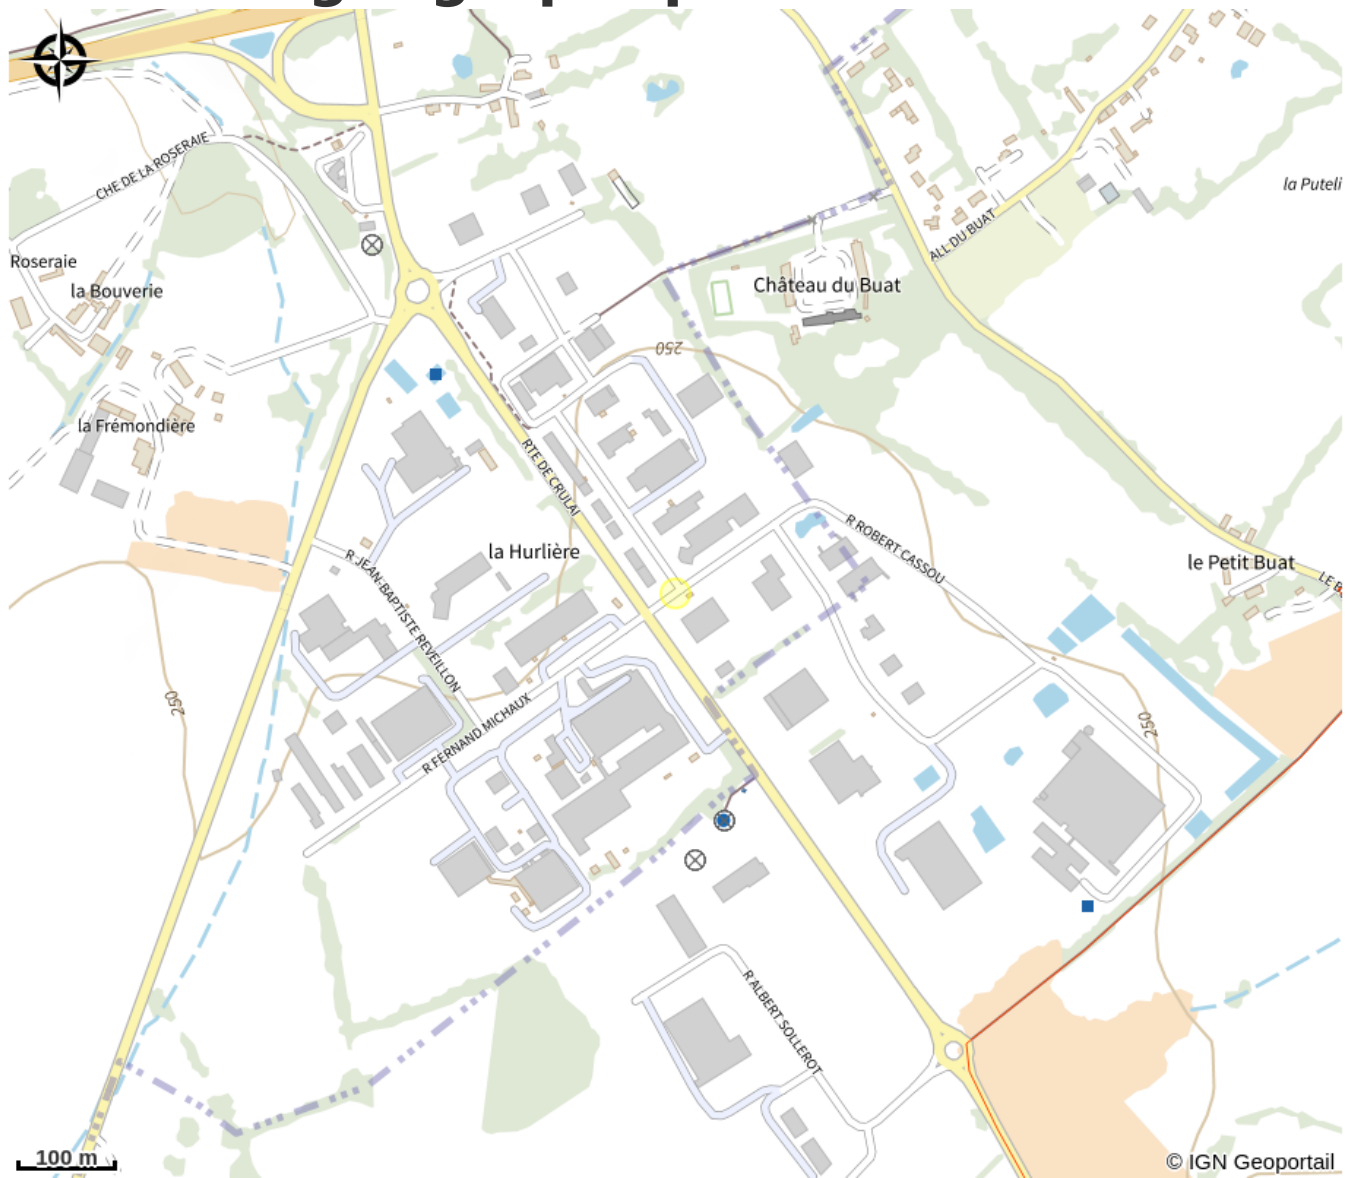 CHE DE LA ROSERAIE
la Puteli
ALL DU BUAT
Roseraie
la Bouverie
Château du Buat
250
la Frémondière
RTE DE CRULAI
R ROBERT CASSOU
la Hurlière
R JEAN-BAPTISTE REVEILLON
le Petit Buat
LE B
250
R FERNAND MICHAUX
250
R ALBERT SOLLEROT
100 m
© IGN Geoportail